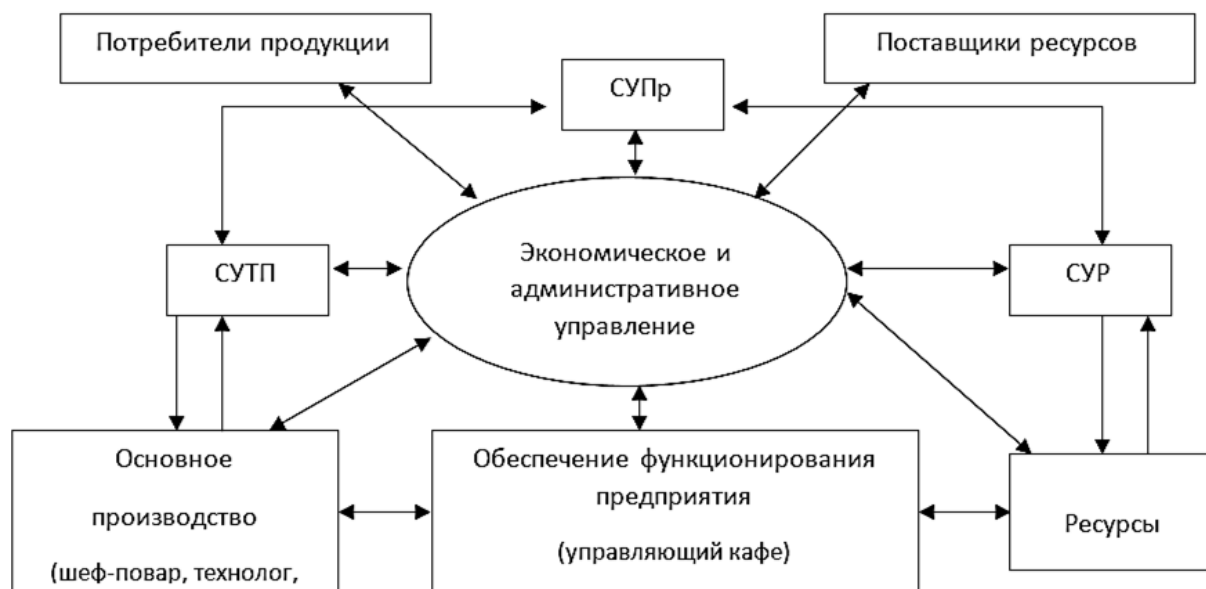 Потребители продукции
Поставщики ресурсов
СУПр
СУТП
Экономическое и
административное
управление
СУР
Основное
производство
(шеф-повар, технолог,
Обеспечение функционирования
предприятия
(управляющий кафе)
Ресурсы